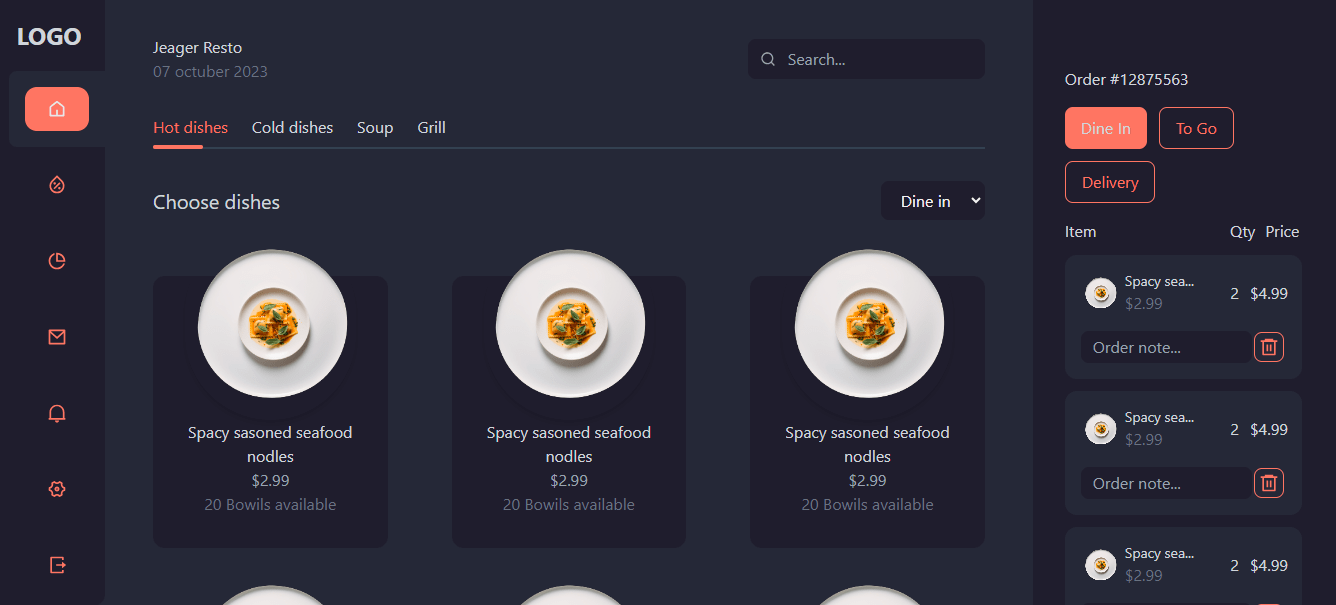 LOGO
Jeager Resto
07 octuber 2023
Search...
Hot dishes Cold dishes Soup Grill
Choose dishes
Dine in
Spacy sasoned seafood
nodles
$2.99
20 Bowils available
Spacy sasoned seafood
nodles
$2.99
20 Bowils available
Spacy sasoned seafood
nodles
$2.99
20 Bowils available
Order #12875563
Dine In To Go
Delivery
Item Qty Price
Spacy sea...
$2.99
2 $4.99
Order note...
Spacy sea...
$2.99
2 $4.99
Order note...
Spacy sea...
$2.99
2 $4.99